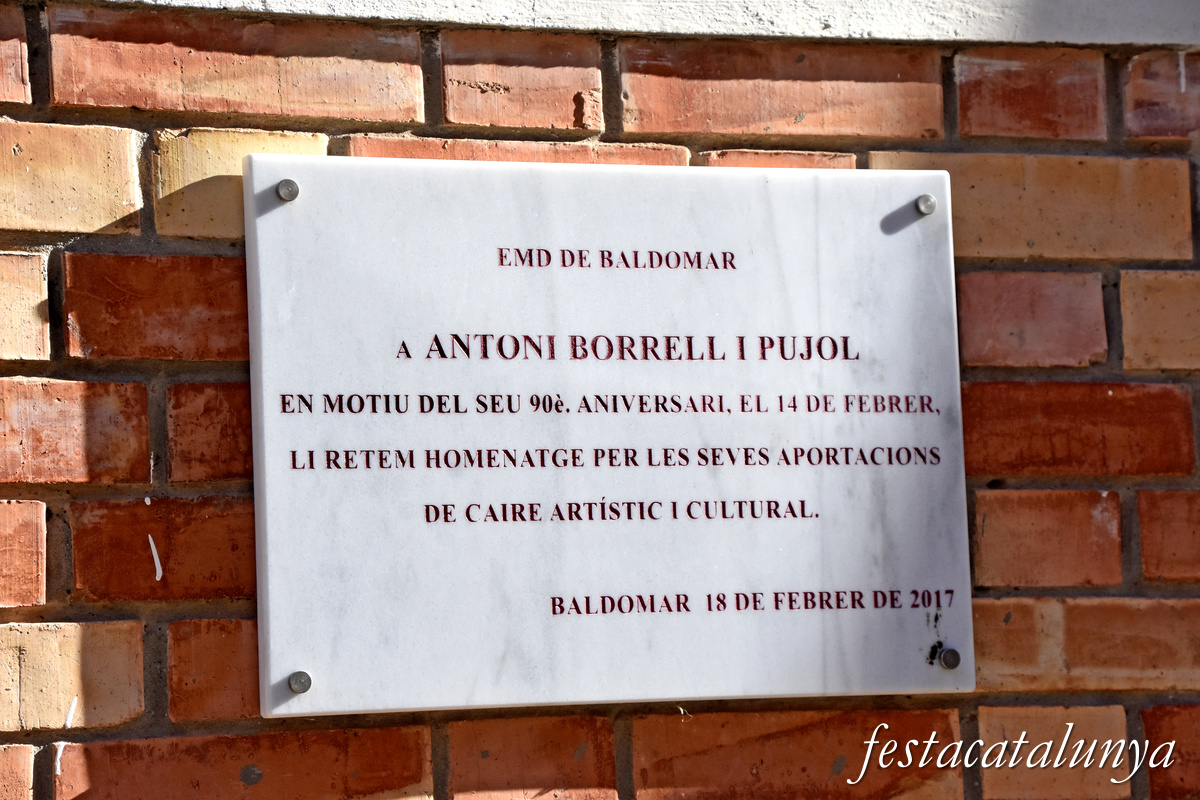 EMD DE BALDOMAR
A ANTONI BORRELL I PUJOL
EN MOTIU DEL SEU 90è. ANIVERSARI, EL 14 DE FEBRER,
LI RETEM HOMENATGE PER LES SEVES APORTACIONS
DE CAIRE ARTÍSTIC I CULTURAL.
BALDOMAR 18 DE FEBRER DE 2017
festacatalunya